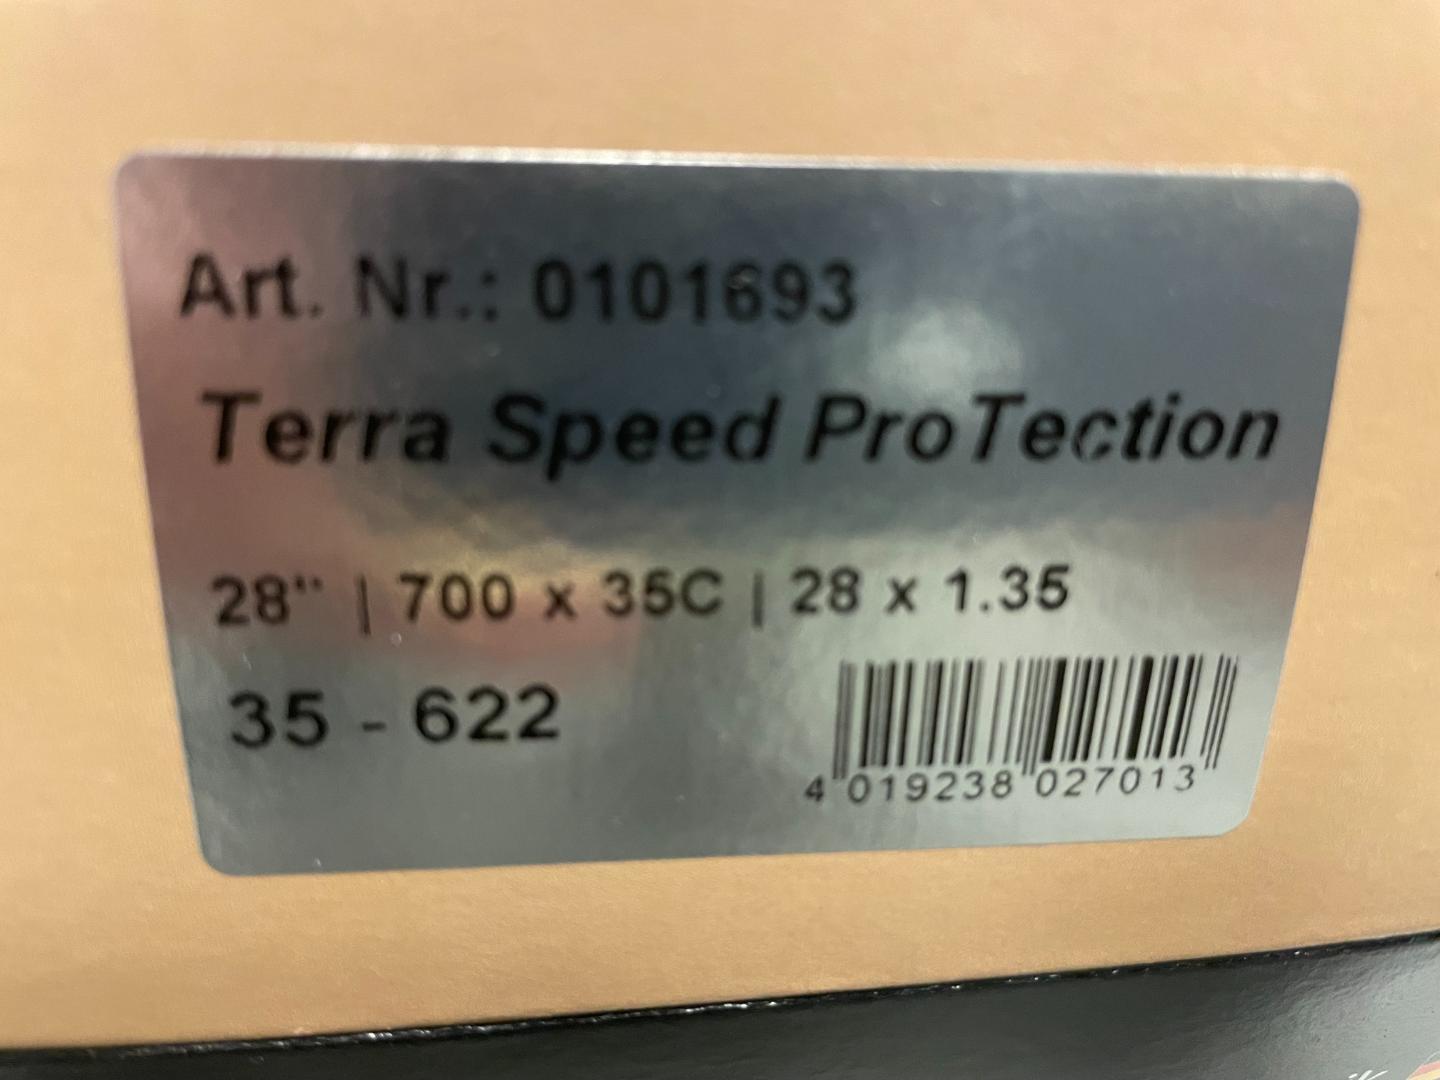 Art. Nr.: 0101693
Terra Speed ProTection
28" | 700 x 35C | 28 x 1.35
35 - 622
4 019238 027013